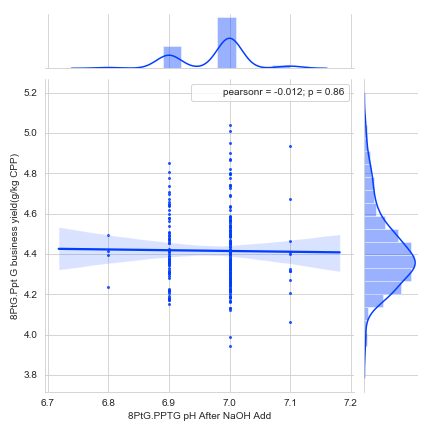 pearsonr = -0.012; p = 0.86
5.2
5.0
4.8
4.6
4.4
4.2
4.0
3.8
8PtG.Ppt G business yield(g/kg CPP)
6.7 6.8 6.9 7.0 7.1 7.2
8PtG.PPTG pH After NaOH Add